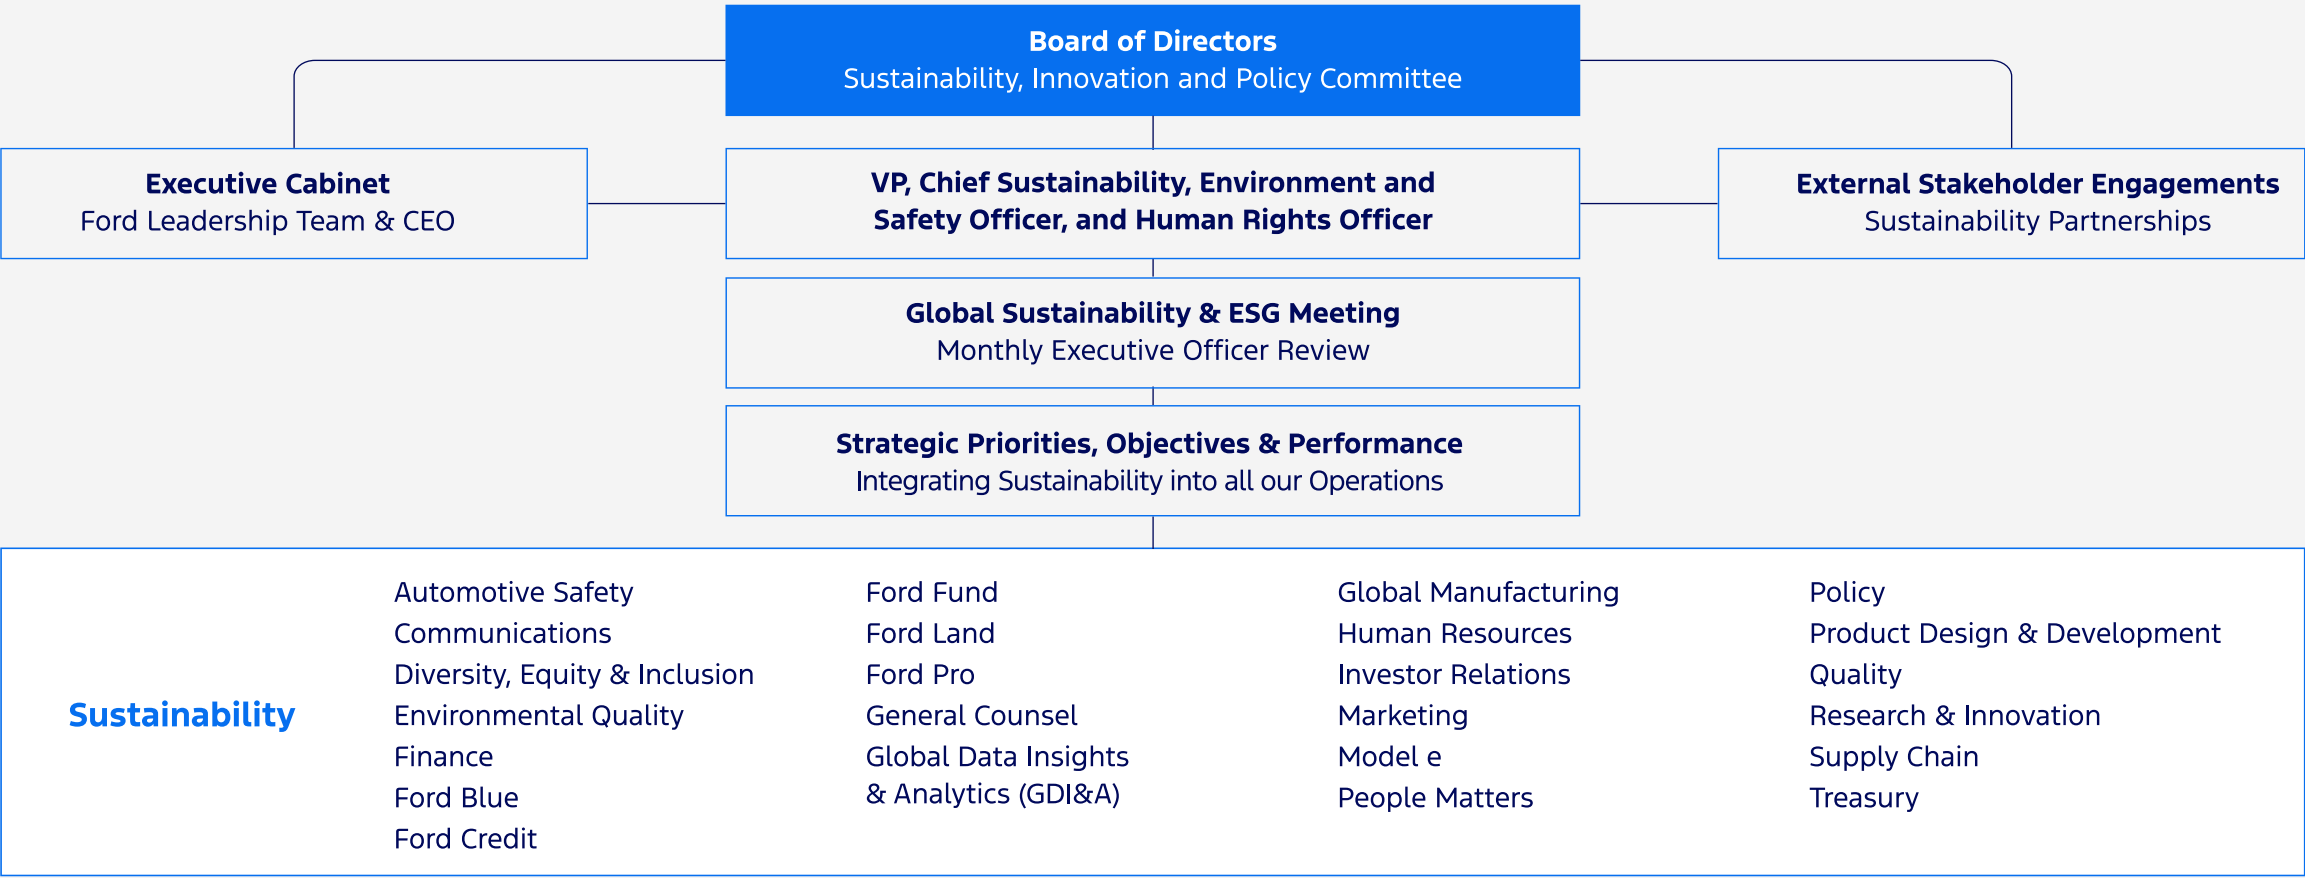 Board of Directors
Sustainability, Innovation and Policy Committee
Executive Cabinet
Ford Leadership Team & CEO
VP, Chief Sustainability, Environment and
Safety Officer, and Human Rights Officer
External Stakeholder Engagements
Sustainability Partnerships
Global Sustainability & ESG Meeting
Monthly Executive Officer Review
Strategic Priorities, Objectives & Performance
Integrating Sustainability into all our Operations
Sustainability
Automotive Safety
Communications
Diversity, Equity & Inclusion
Environmental Quality
Finance
Ford Blue
Ford Credit
Ford Fund
Ford Land
Ford Pro
General Counsel
Global Data Insights
& Analytics (GDI&A)
Global Manufacturing
Human Resources
Investor Relations
Marketing
Model e
People Matters
Policy
Product Design & Development
Quality
Research & Innovation
Supply Chain
Treasury